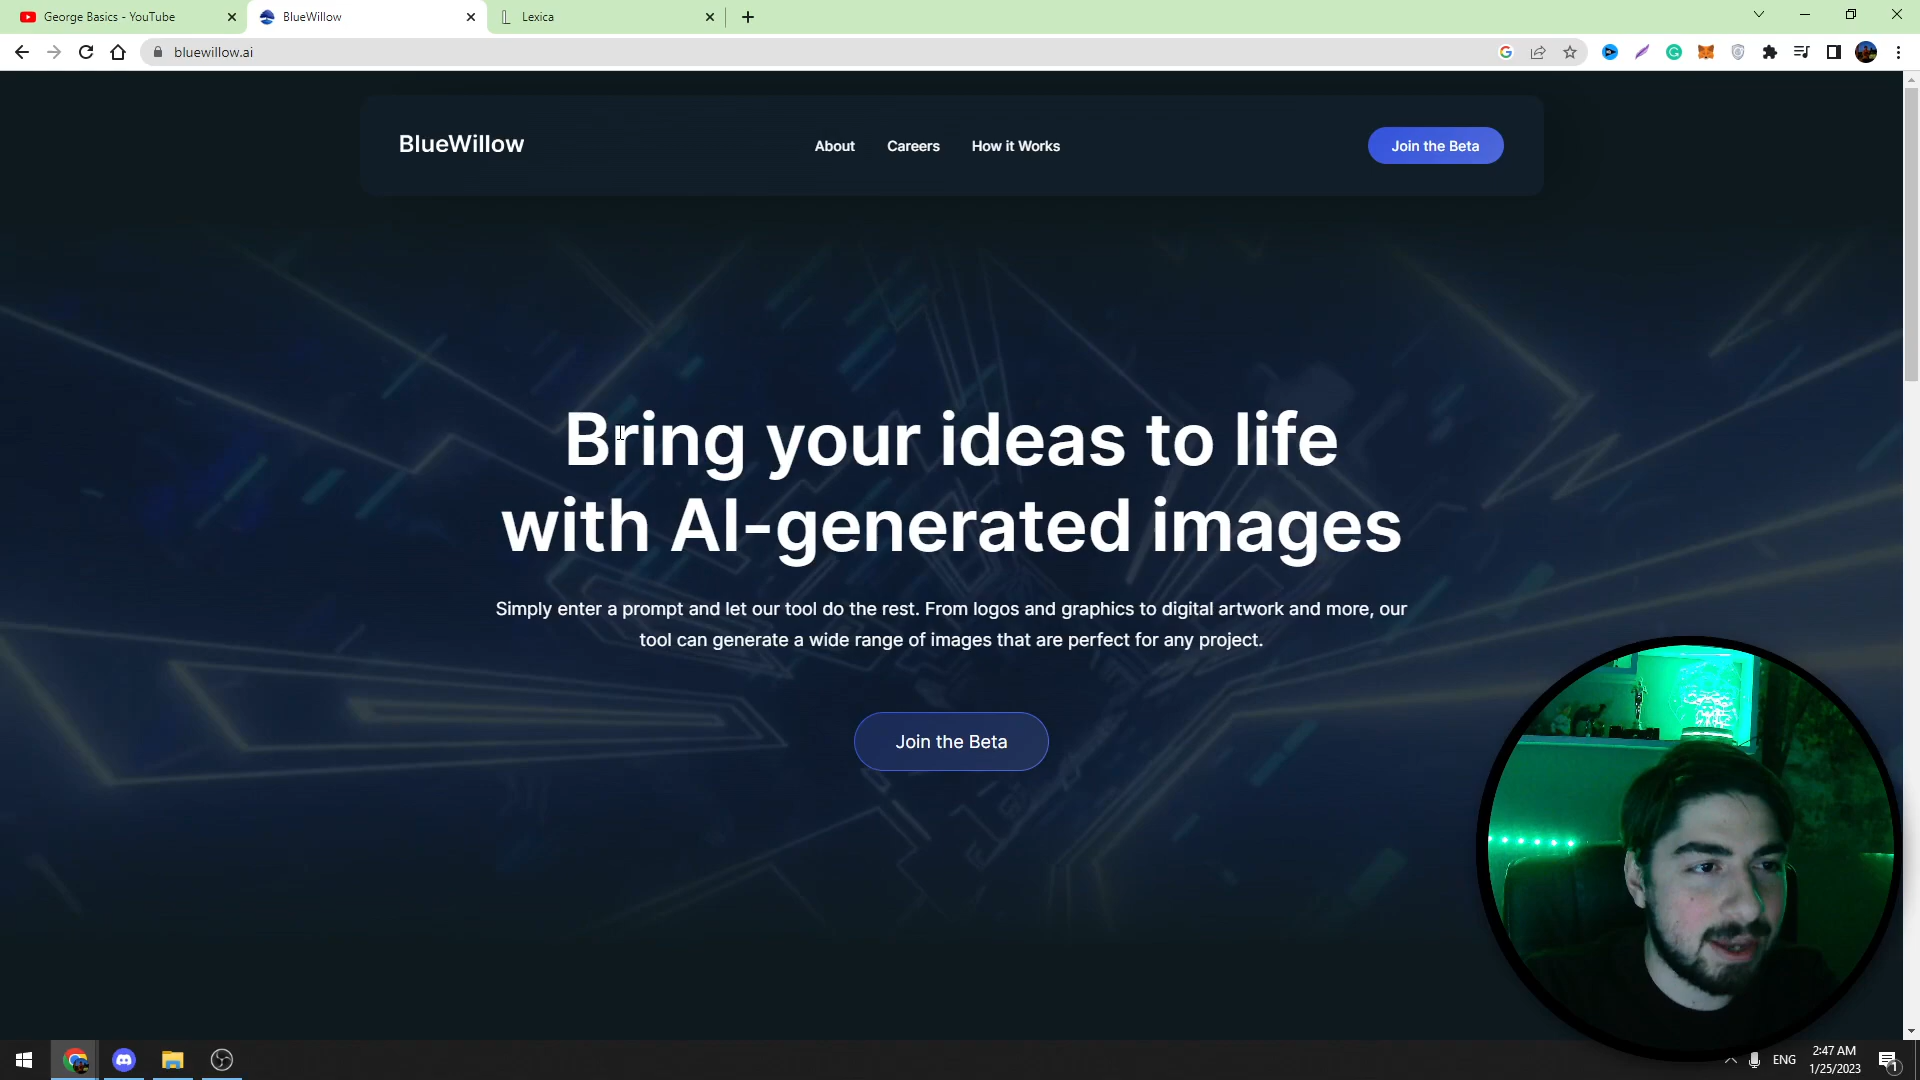 George Basics - YouTube
BlueWillow
Lexica
bluewillow.ai
BlueWillow
About
Careers
How it Works
Join the Beta
Bring your ideas to life
with AI-generated images
Simply enter a prompt and let our tool do the rest. From logos and graphics to digital artwork and more, our
tool can generate a wide range of images that are perfect for any project.
Join the Beta
ENG
2:47 AM
1/25/2023
1